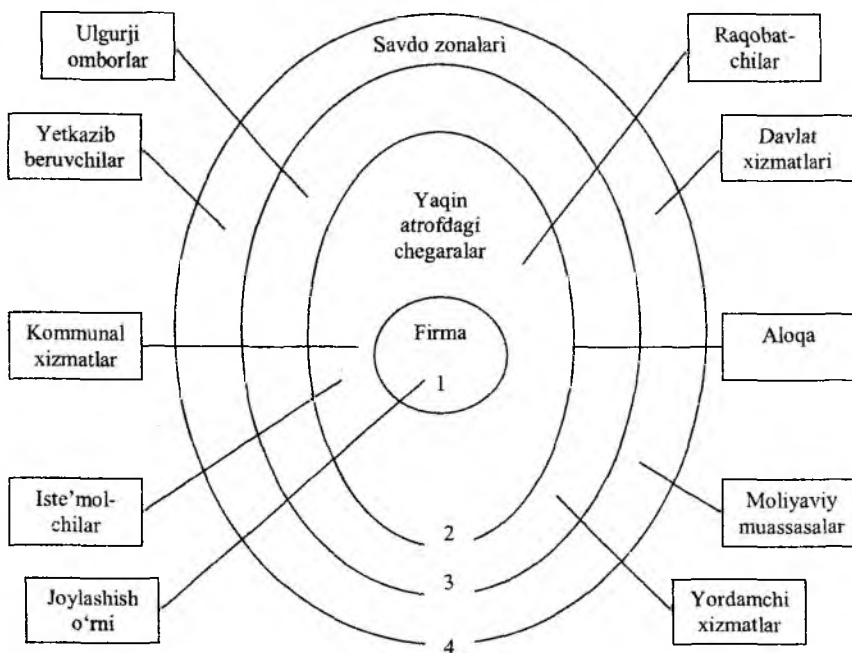 Ulgurji
omborlar
Savdo zonalari
Raqobat-
chilar
Yetkazib
beruvchilar
Davlat
xizmatlari
Yaqin
atrofdagi
chegaralar
Kommunal
xizmatlar
Firma
1
Aloqa
Iste'mol-
chilar
Moliyaviy
muassasalar
2
3
4
Joylashish
o‘rni
Yordamchi
xizmatlar